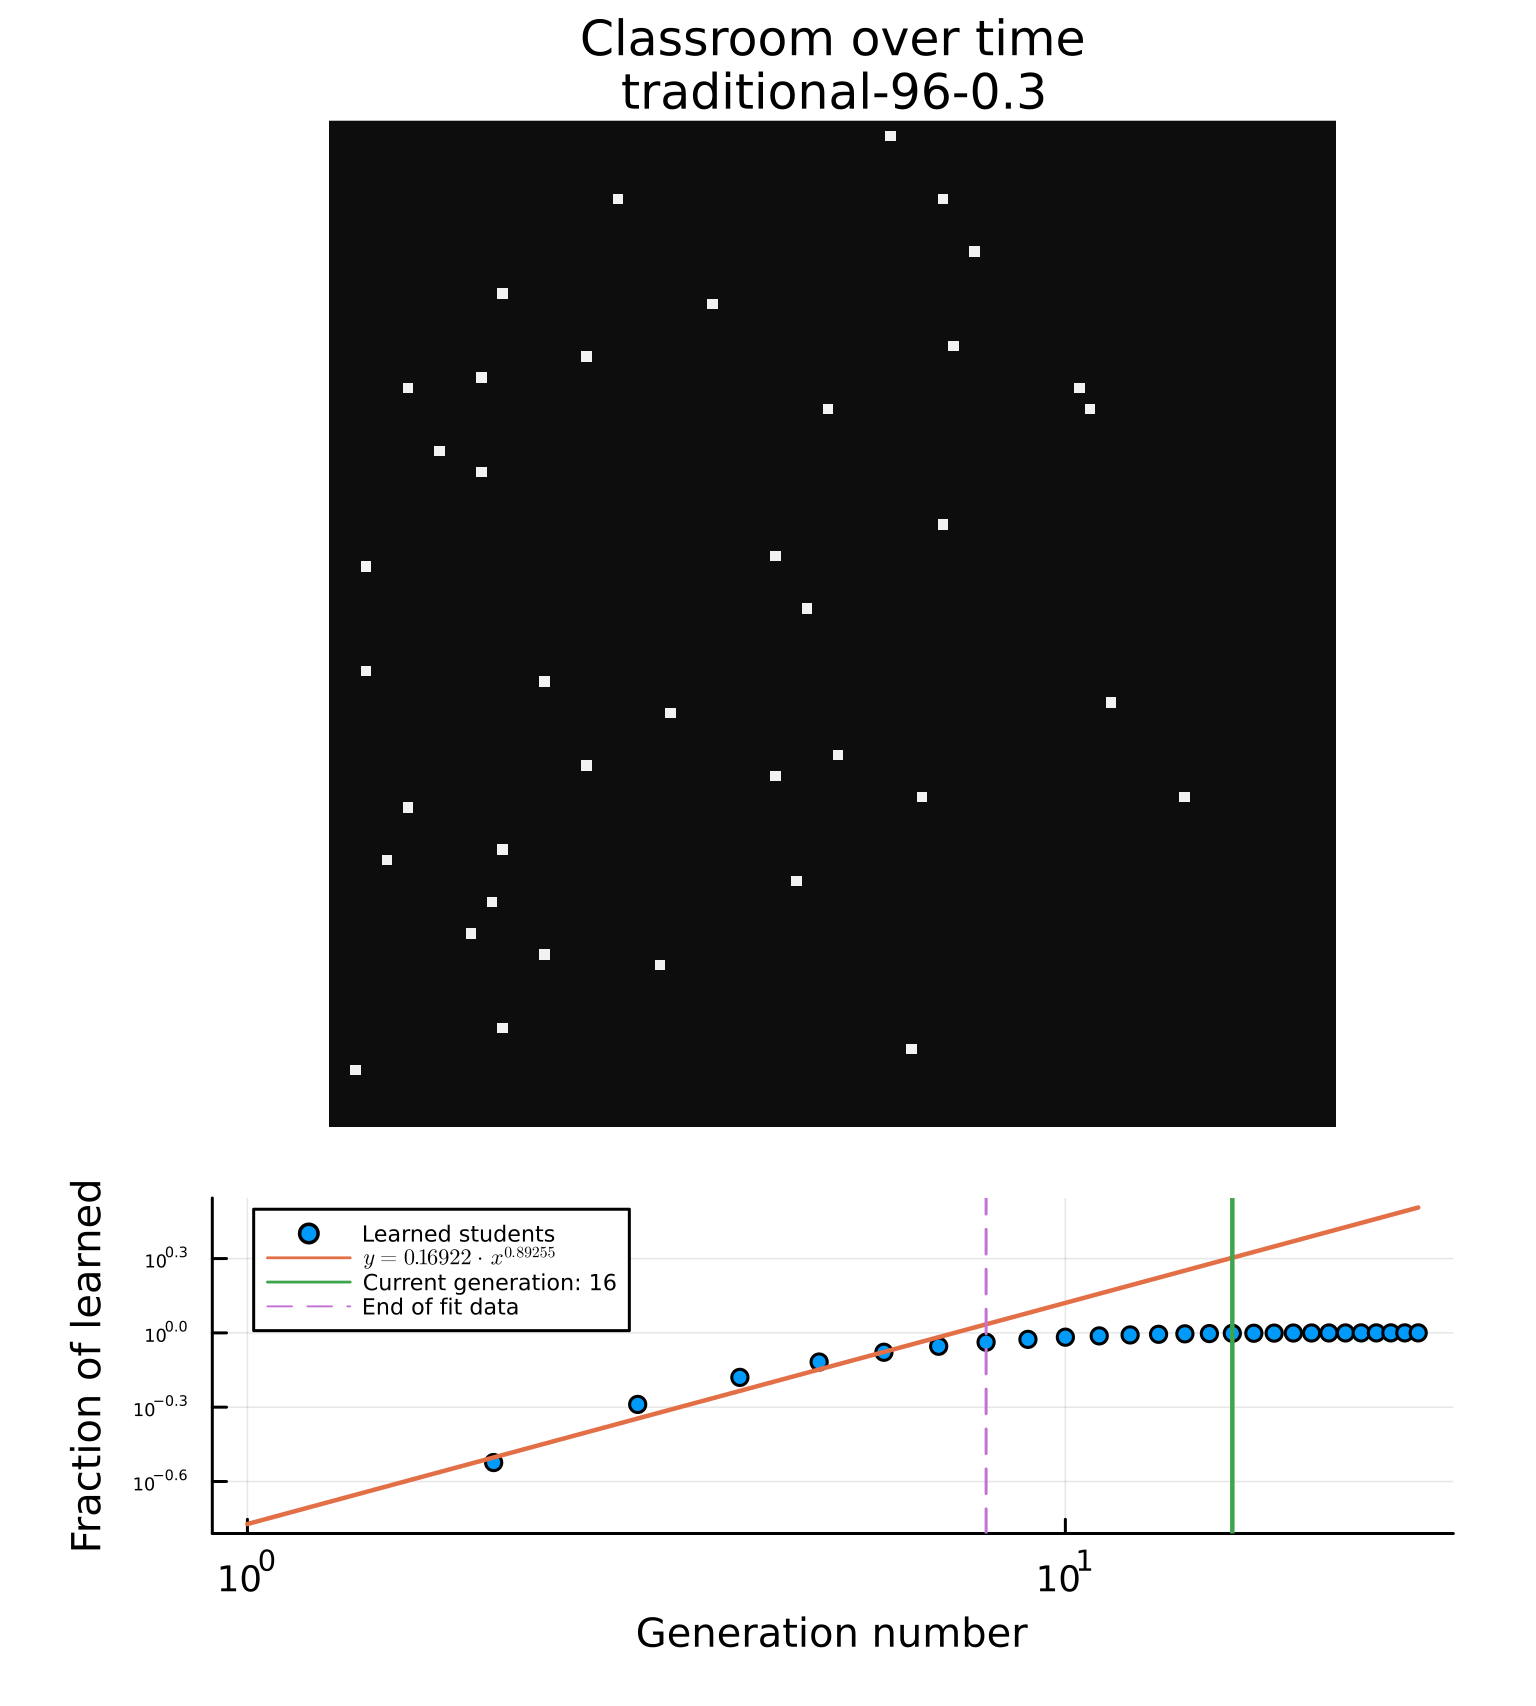 Classroom over time
traditional-96-0.3
Fraction of learned
10^0.3
10^0.0
10^−0.3
10^−0.6
Learned students
y = 0.16922 · x^0.89255
Current generation: 16
End of fit data
10^0
10^1
Generation number